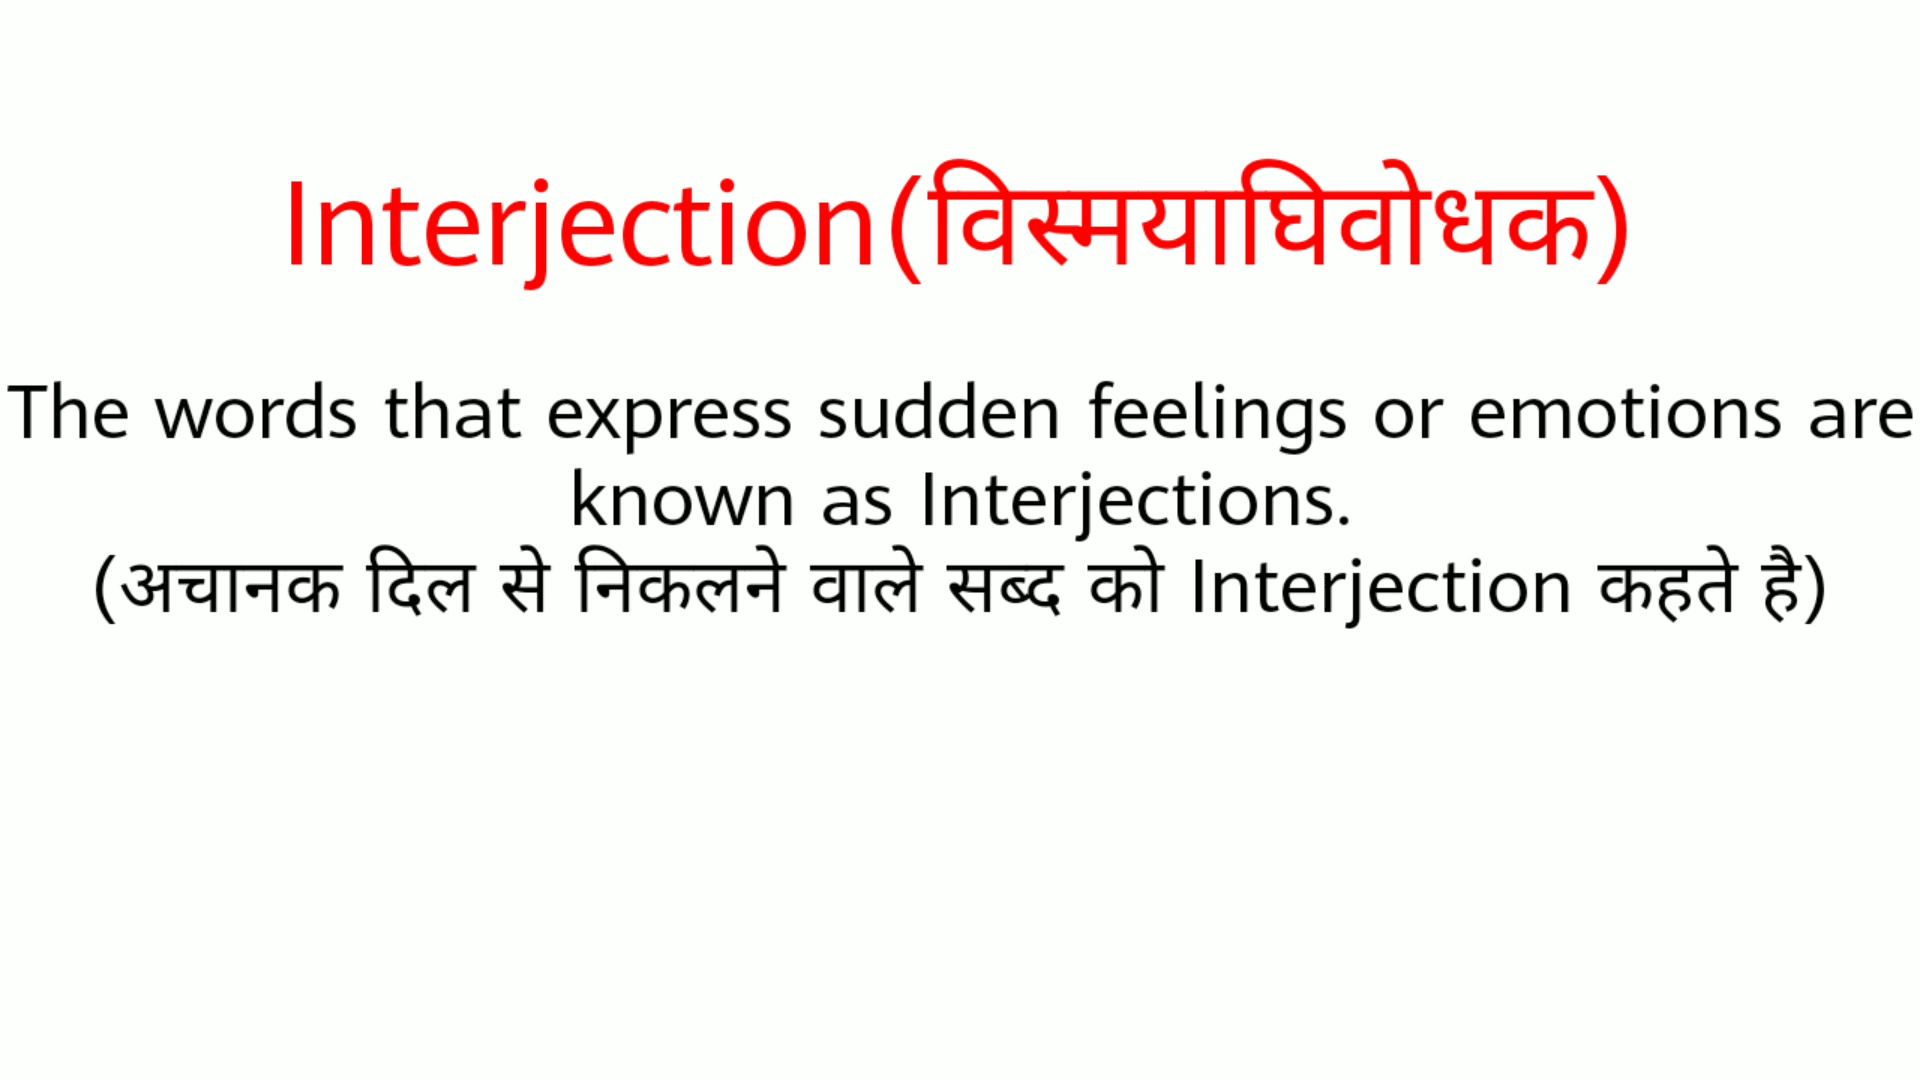 Interjection(विस्मयाघिवोधक)
The words that express sudden feelings or emotions are
known as Interjections.
(अचानक दिल से निकलने वाले सब्द को Interjection कहते है)